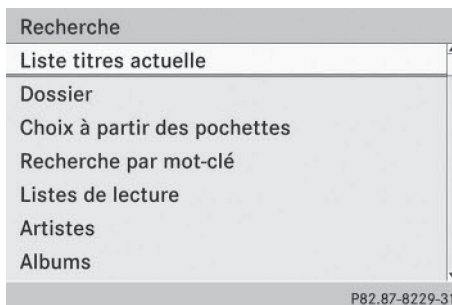 Recherche
Liste titres actuelle
Dossier
Choix à partir des pochettes
Recherche par mot-clé
Listes de lecture
Artistes
Albums
P82.87-8229-31